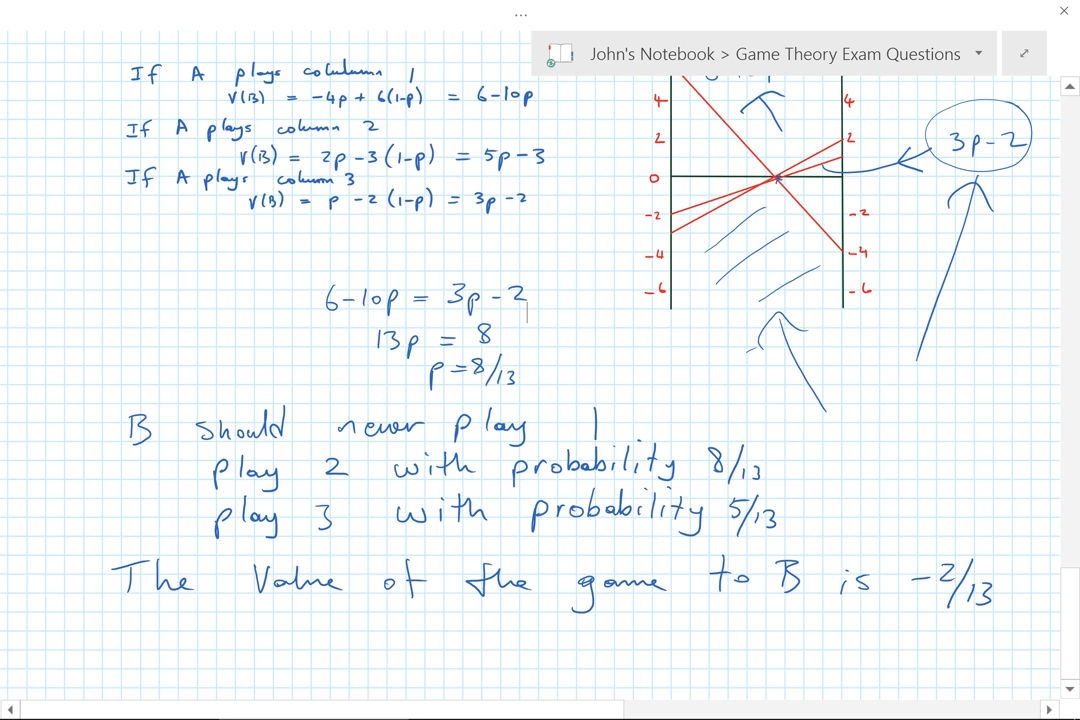 ...
John's Notebook > Game Theory Exam Questions
If A plays colulumn 1
V(B) = -4p + 6(1-p) = 6-10p
If A plays column 2
V(B) = 2p-3(1-p) = 5p-3
If A plays column 3
V(B) = p -2(1-p) = 3p-2
4 4
2 2
0
-2 -2
-4 -4
-6 -6
3p-2
6-10p = 3p-2
13p = 8
p = 8/13
B should never play 1
play 2 with probability 8/13
play 3 with probability 5/13
The Value of the game to B is -2/13